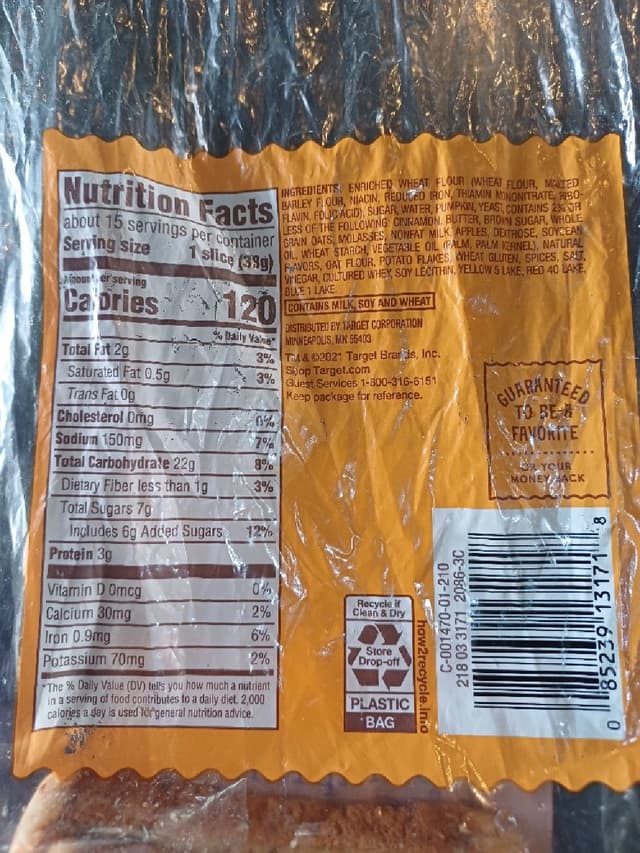 Nutrition Facts
about 15 servings per container
Serving size 1 slice (38g)
Amount per serving
Calories 120
% Daily Value*
Total Fat 2g 3%
Saturated Fat 0.5g 3%
Trans Fat 0g
Cholesterol 0mg 0%
Sodium 150mg 7%
Total Carbohydrate 22g 8%
Dietary Fiber less than 1g 3%
Total Sugars 7g
Includes 6g Added Sugars 12%
Protein 3g
Vitamin D 0mcg 0%
Calcium 30mg 2%
Iron 0.9mg 6%
Potassium 70mg 2%
*The % Daily Value (DV) tells you how much a nutrient
in a serving of food contributes to a daily diet. 2,000
calories a day is used for general nutrition advice.
INGREDIENTS: ENRICHED WHEAT FLOUR (WHEAT FLOUR, MALTED
BARLEY FLOUR, NIACIN, REDUCED IRON, THIAMIN MONONITRATE, RIBO-
FLAVIN, FOLIC ACID), SUGAR, WATER, PUMPKIN, YEAST, CONTAINS 2% OR
LESS OF THE FOLLOWING: CINNAMON, BUTTER, BROWN SUGAR, WHOLE
GRAIN OATS, MOLASSES, NONFAT MILK, APPLES, DEXTROSE, SOYBEAN
OIL, WHEAT STARCH, VEGETABLE OIL (PALM, PALM KERNEL), NATURAL
FLAVORS, OAT FLOUR, POTATO FLAKES, WHEAT GLUTEN, SPICES, SALT,
VINEGAR, CULTURED WHEY, SOY LECITHIN, YELLOW 5 LAKE, RED 40 LAKE,
BLUE 1 LAKE.
CONTAINS MILK, SOY AND WHEAT
DISTRIBUTED BY TARGET CORPORATION
MINNEAPOLIS, MN 55403
TM & ©2021 Target Brands, Inc.
Shop Target.com
Guest Services 1-800-316-6151
Keep package for reference.
GUARANTEED
TO BE A
FAVORITE
OR YOUR
MONEY BACK
Recycle if
Clean & Dry
Store
Drop-off
PLASTIC
BAG
how2recycle.info
C-001470-01-210
218 03 3171 2086-3C
0 85239 13171 8